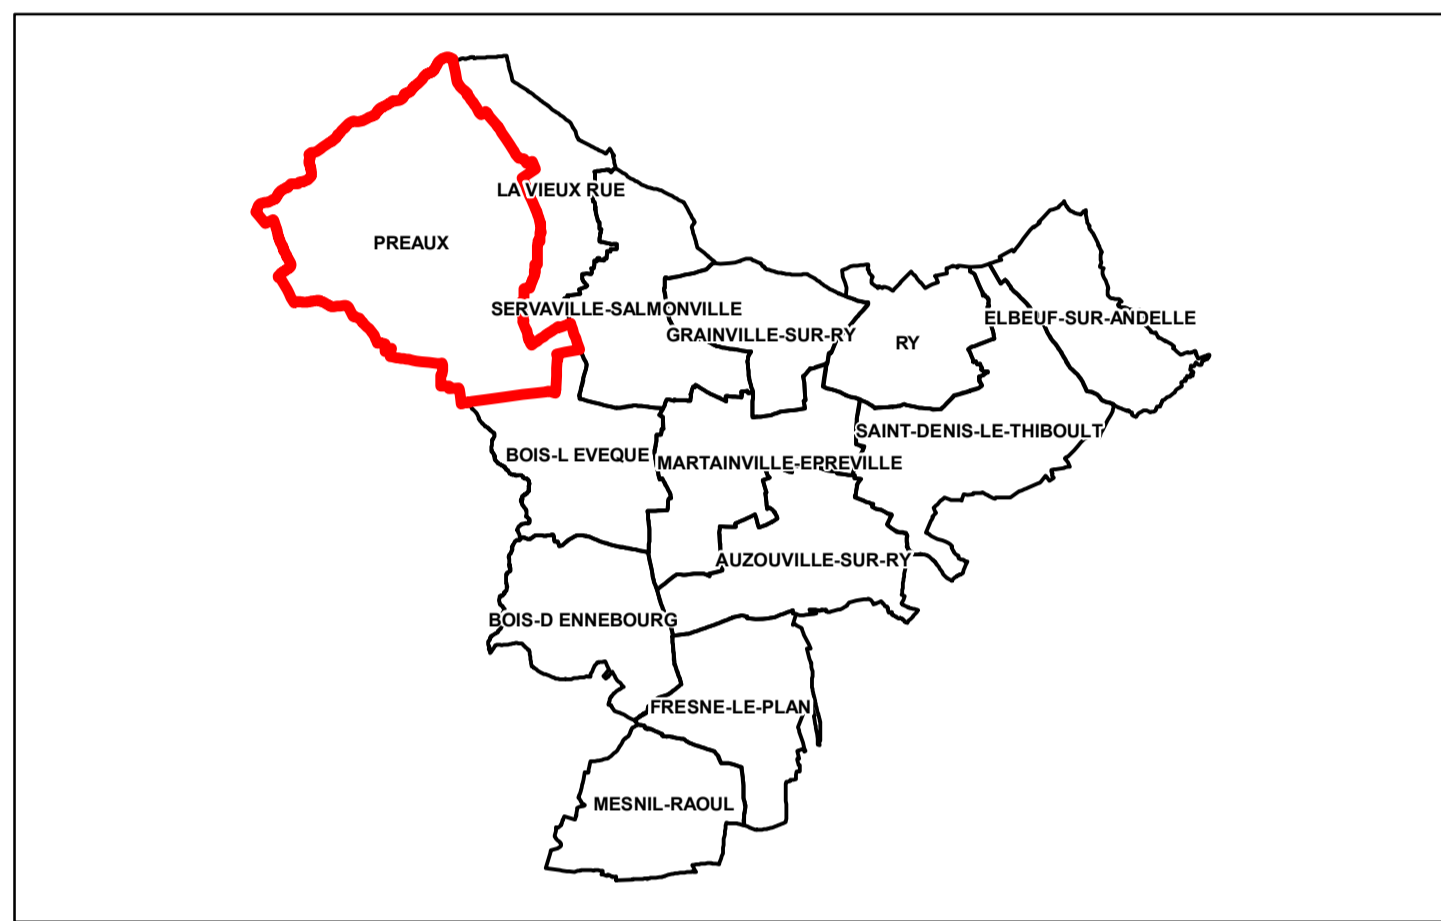 LA VIEUX RUE
PREAUX
SERVAVILLE-SALMONVILLE
ELBEUF-SUR-ANDELLE
GRAINVILLE-SUR-RY
RY
SAINT-DENIS-LE-THIBOULT
BOIS-L EVEQUE
MARTAINVILLE-EPREVILLE
AUZOUVILLE-SUR-RY
BOIS-D ENNEBOURG
FRESNE-LE-PLAN
MESNIL-RAOUL